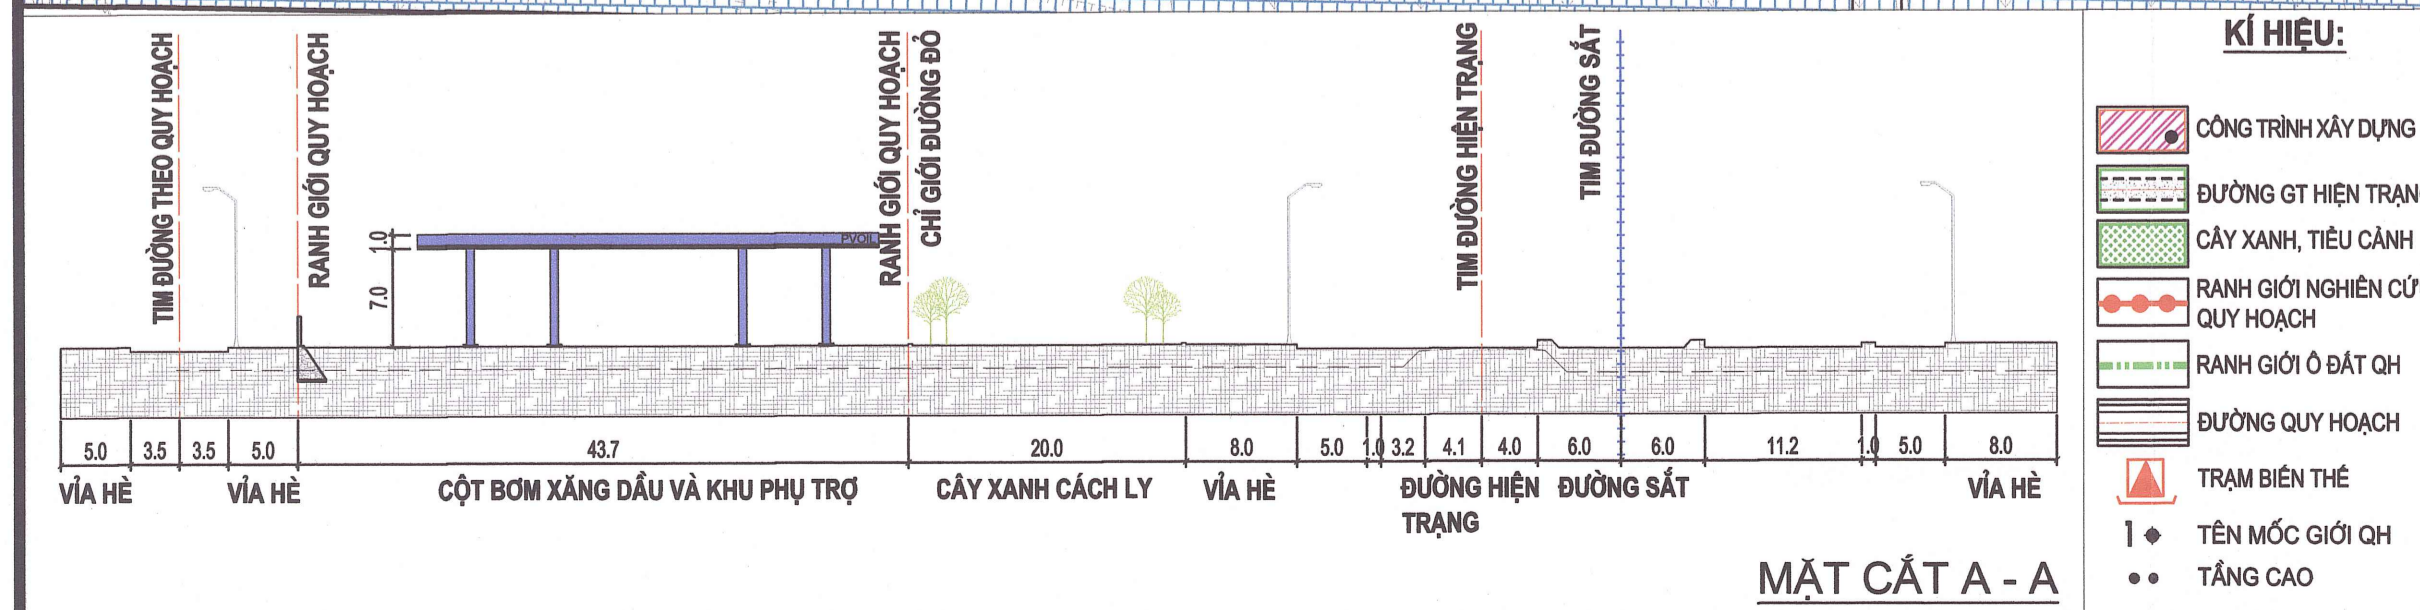 TIM ĐƯỜNG THEO QUY HOẠCH
RANH GIỚI QUY HOẠCH
RANH GIỚI QUY HOẠCH
CHỈ GIỚI ĐƯỜNG ĐỎ
TIM ĐƯỜNG HIỆN TRẠNG
TIM ĐƯỜNG SẮT
1.0
7.0
PVOIL
5.0 3.5 3.5 5.0 43.7 20.0 8.0 5.0 1.0 3.2 4.1 4.0 6.0 6.0 11.2 1.0 5.0 8.0
VỈA HÈ VỈA HÈ CỘT BƠM XĂNG DẦU VÀ KHU PHỤ TRỢ CÂY XANH CÁCH LY VỈA HÈ ĐƯỜNG HIỆN ĐƯỜNG SẮT VỈA HÈ
TRẠNG
MẶT CẮT A - A
KÍ HIỆU:
CÔNG TRÌNH XÂY DỰNG
ĐƯỜNG GT HIỆN TRẠN
CÂY XANH, TIỂU CẢNH
RANH GIỚI NGHIÊN CỨ
QUY HOẠCH
RANH GIỚI Ô ĐẤT QH
ĐƯỜNG QUY HOẠCH
TRẠM BIẾN THẾ
1 TÊN MỐC GIỚI QH
TẦNG CAO